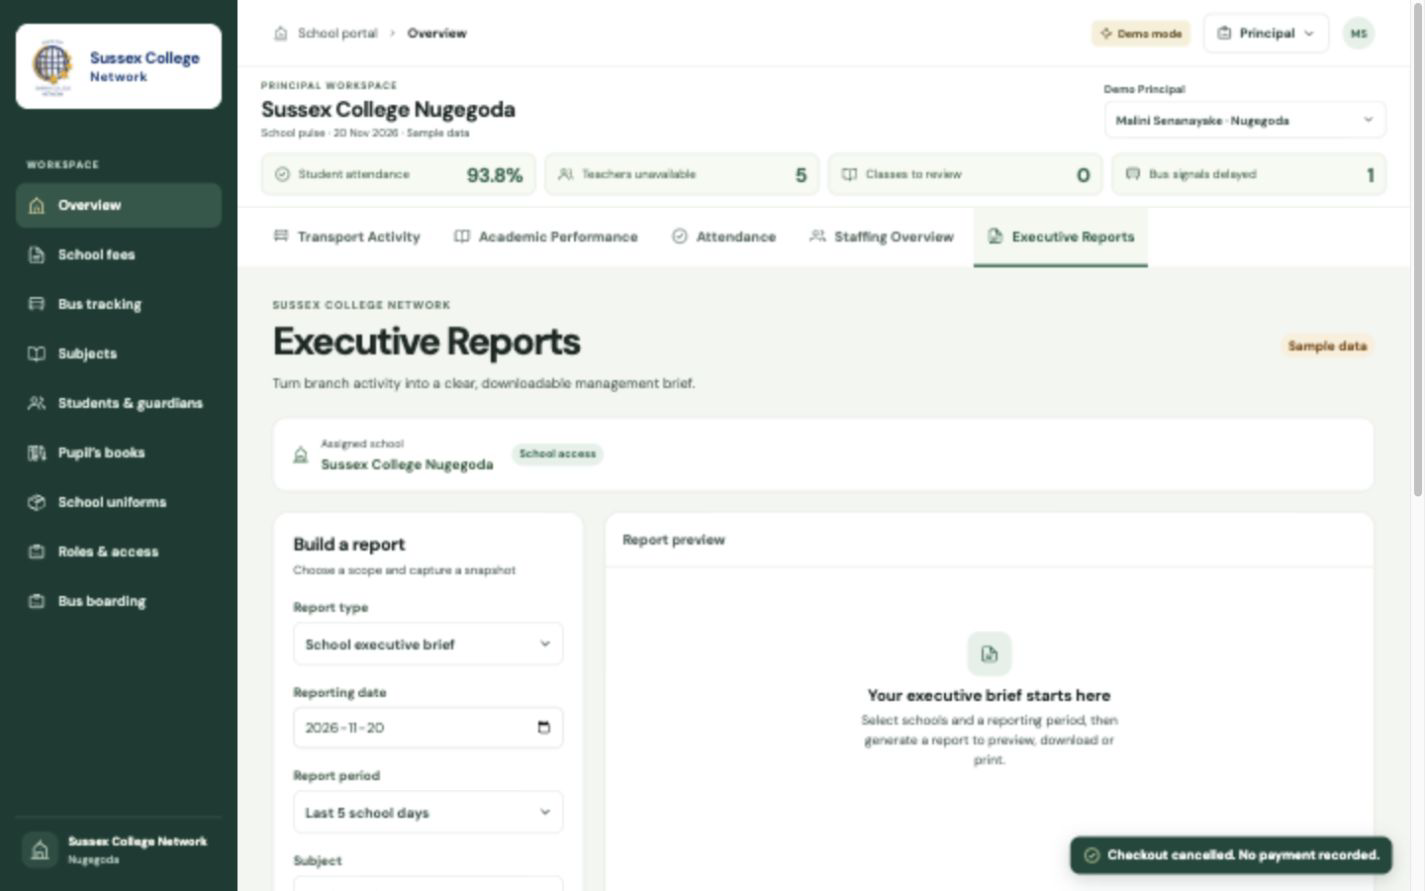 Sussex College
Network
WORKSPACE
Overview
School fees
Bus tracking
Subjects
Students & guardians
Pupil's books
School uniforms
Roles & access
Bus boarding
Sussex College Network
Nugegoda
School portal > Overview
Demo mode
Principal
MS
PRINCIPAL WORKSPACE
Sussex College Nugegoda
School pulse · 20 Nov 2026 · Sample data
Demo Principal
Malini Senanayake · Nugegoda
Student attendance 93.8%
Teachers unavailable 5
Classes to review 0
Bus signals delayed 1
Transport Activity
Academic Performance
Attendance
Staffing Overview
Executive Reports
SUSSEX COLLEGE NETWORK
Executive Reports
Sample data
Turn branch activity into a clear, downloadable management brief.
Assigned school
Sussex College Nugegoda
School access
Build a report
Choose a scope and capture a snapshot
Report type
School executive brief
Reporting date
2026-11-20
Report period
Last 5 school days
Subject
Report preview
Your executive brief starts here
Select schools and a reporting period, then
generate a report to preview, download or
print.
Checkout cancelled. No payment recorded.